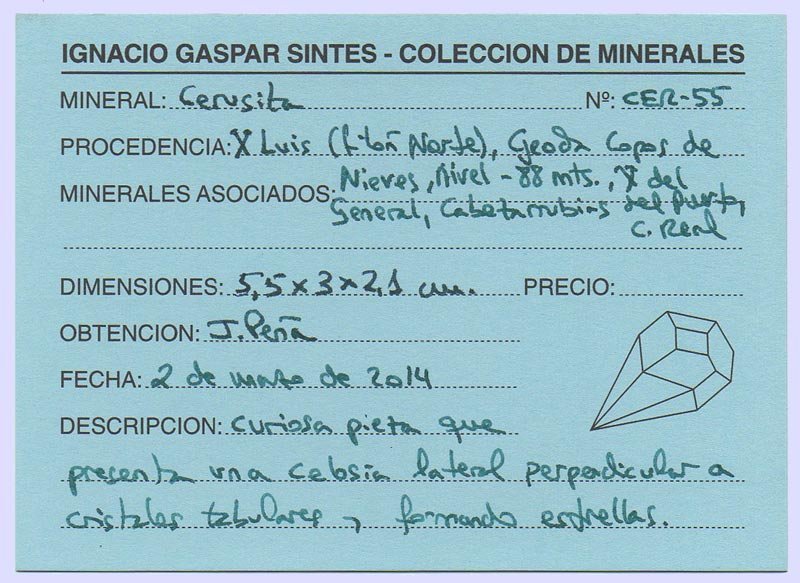 IGNACIO GASPAR SINTES - COLECCION DE MINERALES
MINERAL: Cerusita Nº: CER-55
PROCEDENCIA: X Luis (filón Norte), Geoda Copos de
MINERALES ASOCIADOS: Nieves, Nivel -88 mts., X del
General, Cabezarrubias del Puerto,
C. Real
DIMENSIONES: 5,5 x 3 x 2,1 cm. PRECIO:
OBTENCION: J. Peña
FECHA: 2 de marzo de 2014
DESCRIPCION: Curiosa pieza que
presenta una celosía lateral perpendicular a
cristales tabulares y formando estrellas.